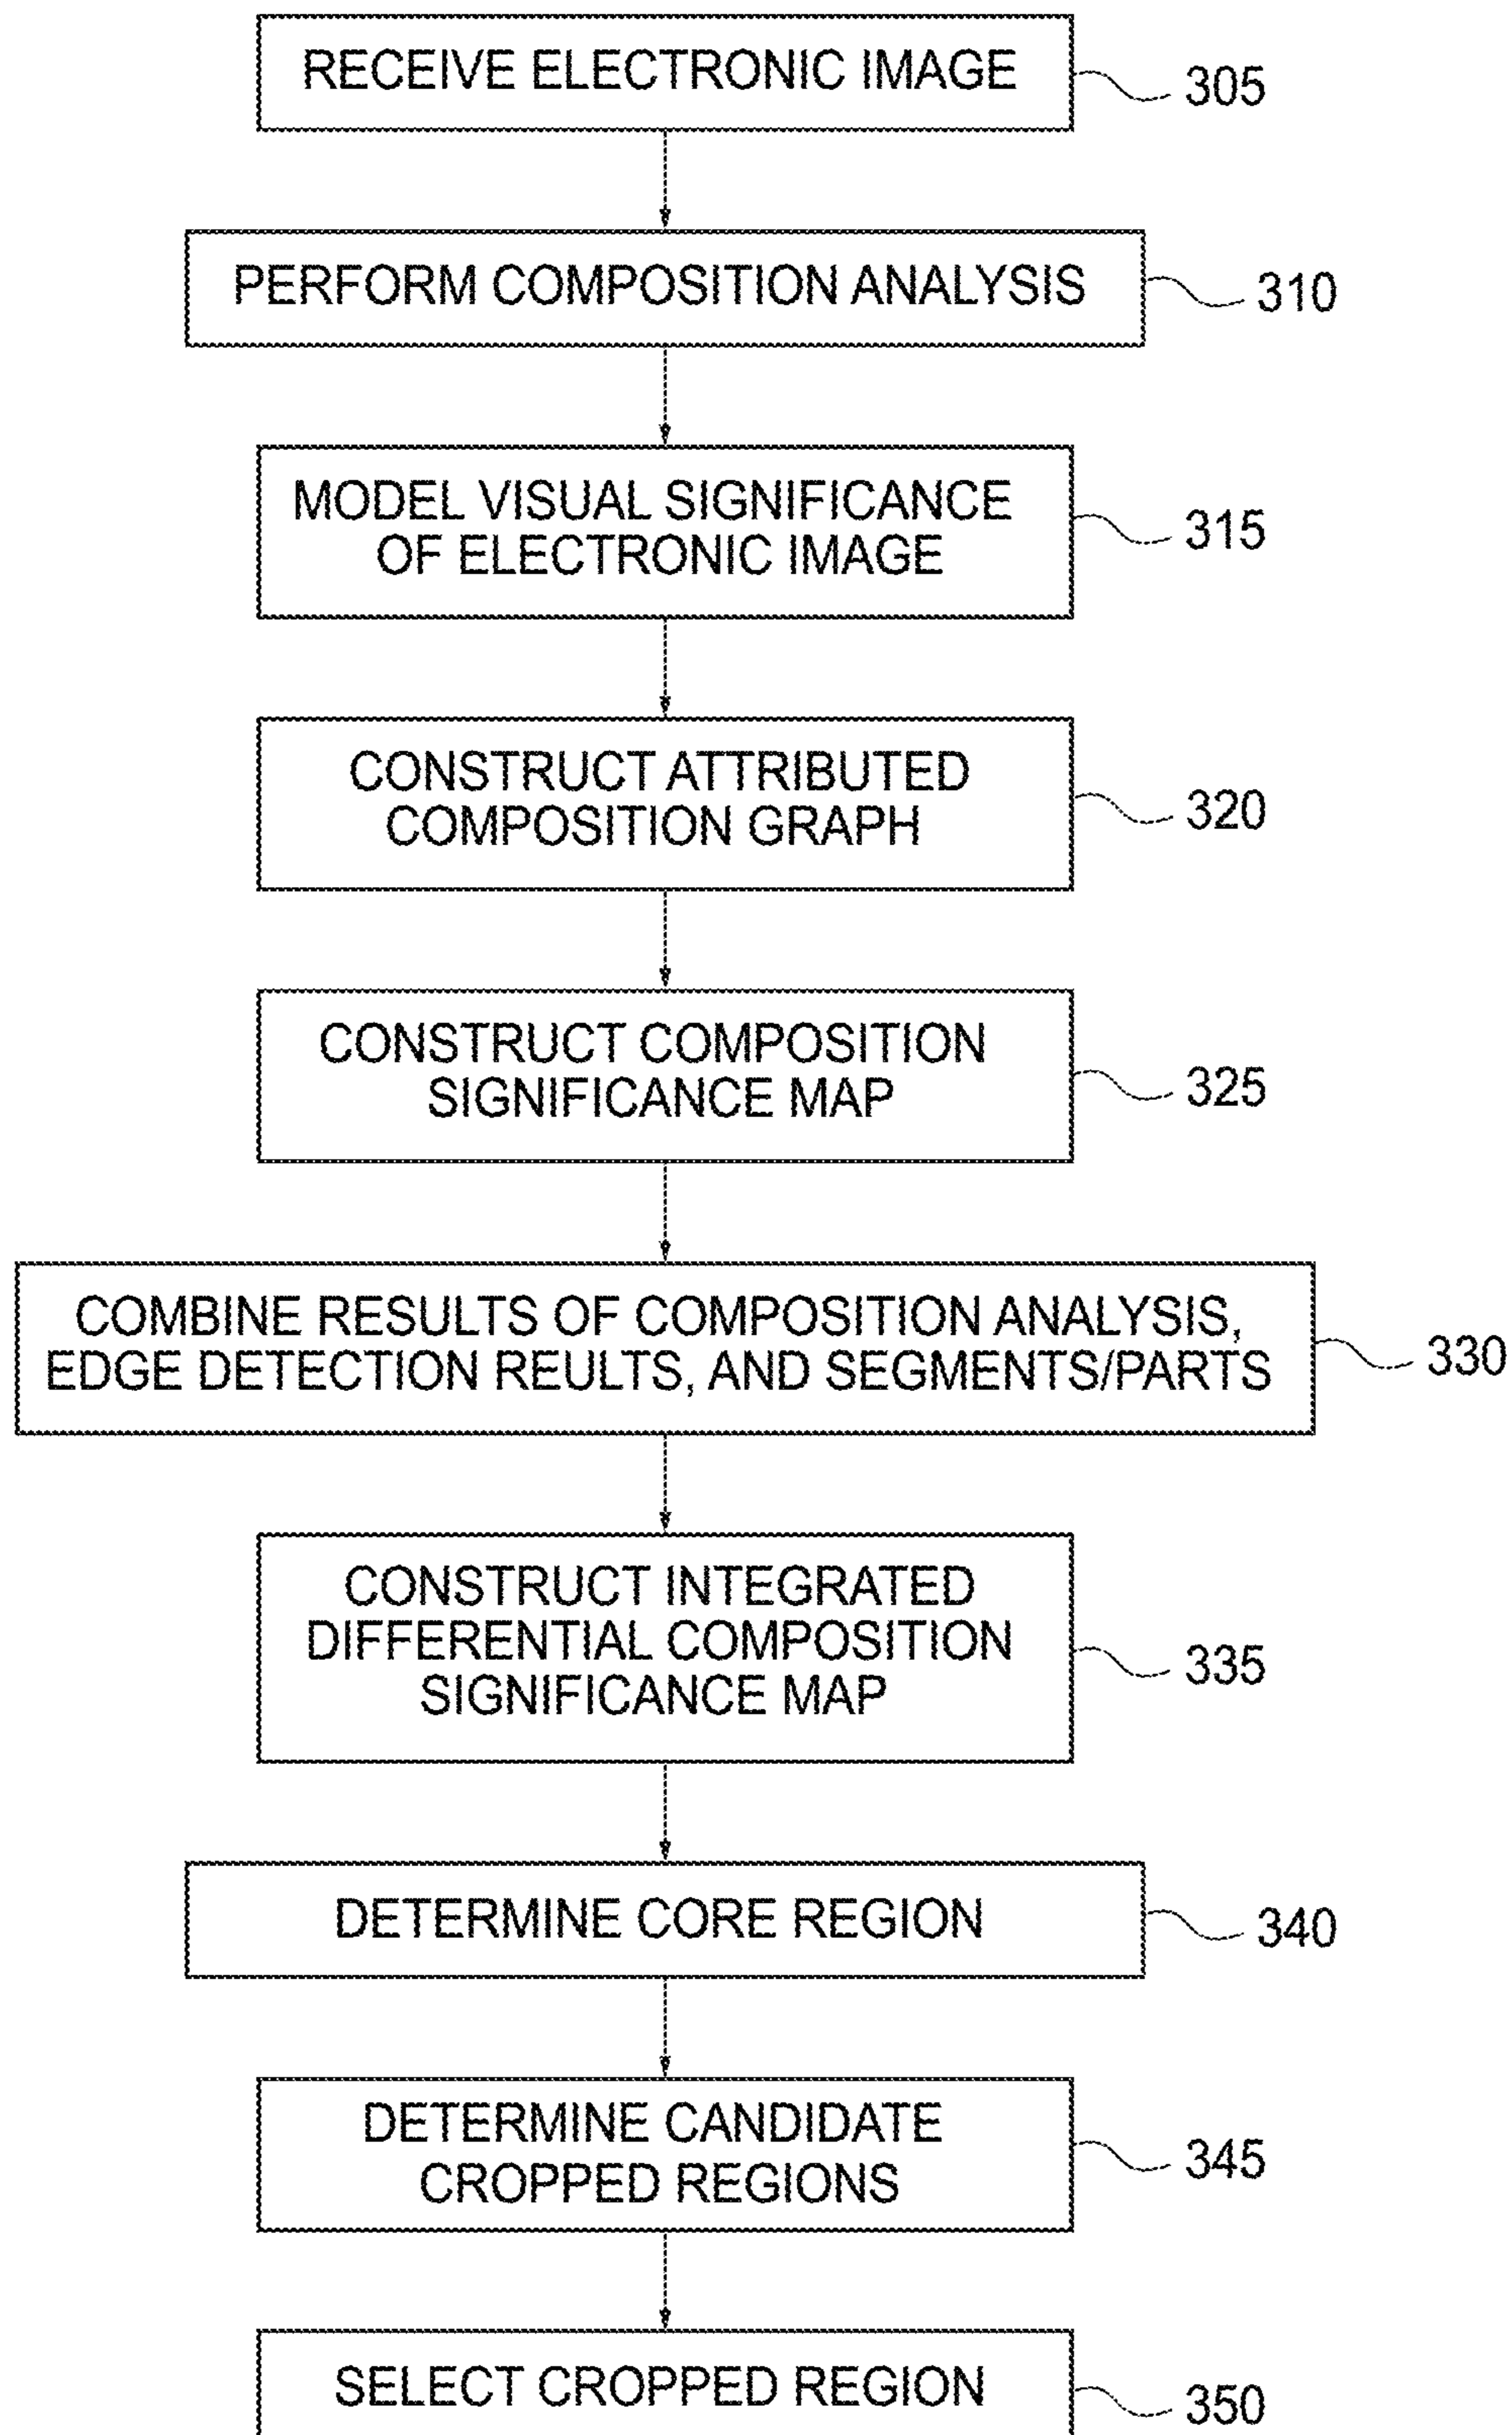 RECEIVE ELECTRONIC IMAGE
305
PERFORM COMPOSITION ANALYSIS
310
MODEL VISUAL SIGNIFICANCE
OF ELECTRONIC IMAGE
315
CONSTRUCT ATTRIBUTED
COMPOSITION GRAPH
320
CONSTRUCT COMPOSITION
SIGNIFICANCE MAP
325
COMBINE RESULTS OF COMPOSITION ANALYSIS,
EDGE DETECTION REULTS, AND SEGMENTS/PARTS
330
CONSTRUCT INTEGRATED
DIFFERENTIAL COMPOSITION
SIGNIFICANCE MAP
335
DETERMINE CORE REGION
340
DETERMINE CANDIDATE
CROPPED REGIONS
345
SELECT CROPPED REGION
350